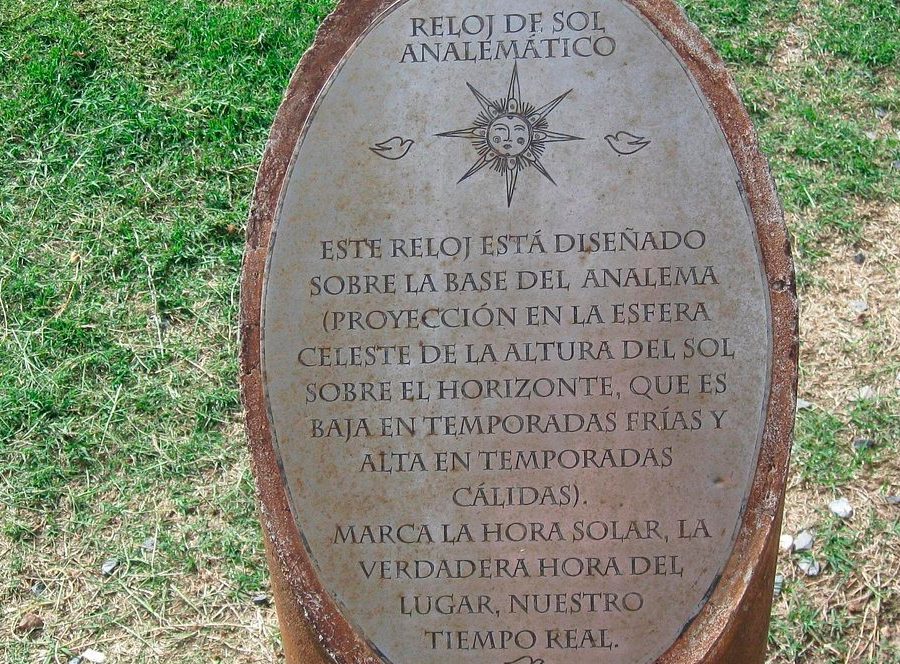 RELOJ DE SOL
ANALEMÁTICO
ESTE RELOJ ESTÁ DISEÑADO
SOBRE LA BASE DEL ANALEMA
(PROYECCIÓN EN LA ESFERA
CELESTE DE LA ALTURA DEL SOL
SOBRE EL HORIZONTE, QUE ES
BAJA EN TEMPORADAS FRÍAS Y
ALTA EN TEMPORADAS
CÁLIDAS).
MARCA LA HORA SOLAR, LA
VERDADERA HORA DEL
LUGAR, NUESTRO
TIEMPO REAL.